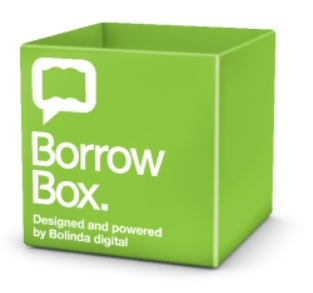 Borrow
Box.
Designed and powered
by Bolinda digital